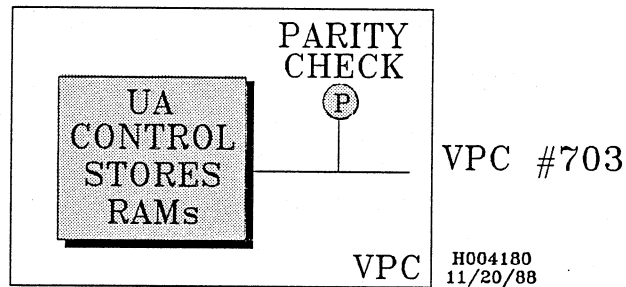 PARITY
CHECK
P
UA
CONTROL
STORES
RAMs
VPC #703
VPC
H004180
11/20/88